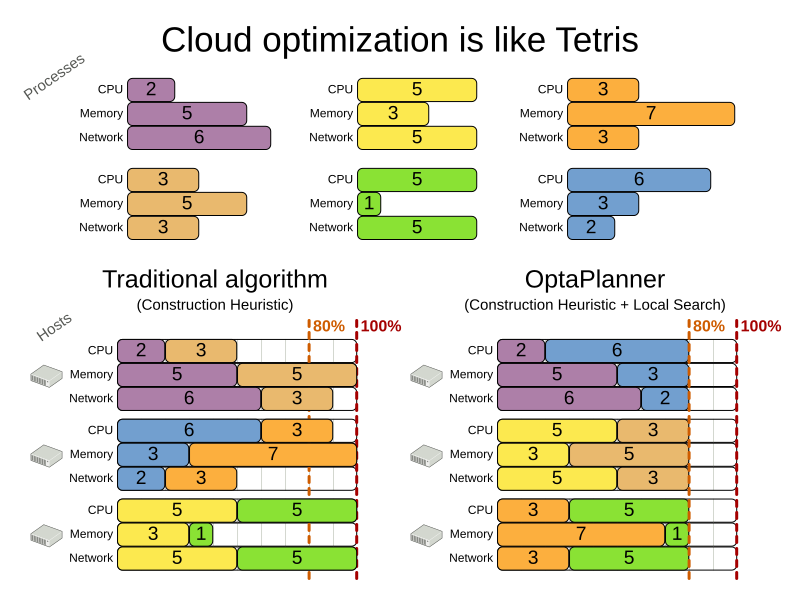 Cloud optimization is like Tetris
Processes
CPU 2 CPU 5 CPU 3
Memory 5 Memory 3 Memory 7
Network 6 Network 5 Network 3
CPU 3 CPU 5 CPU 6
Memory 5 Memory 1 Memory 3
Network 3 Network 5 Network 2
Traditional algorithm OptaPlanner
(Construction Heuristic) (Construction Heuristic + Local Search)
Hosts 80% 100% 80% 100%
CPU 2 3 CPU 2 6
Memory 5 5 Memory 5 3
Network 6 3 Network 6 2
CPU 6 3 CPU 5 3
Memory 3 7 Memory 3 5
Network 2 3 Network 5 3
CPU 5 5 CPU 3 5
Memory 3 1 Memory 7 1
Network 5 5 Network 3 5